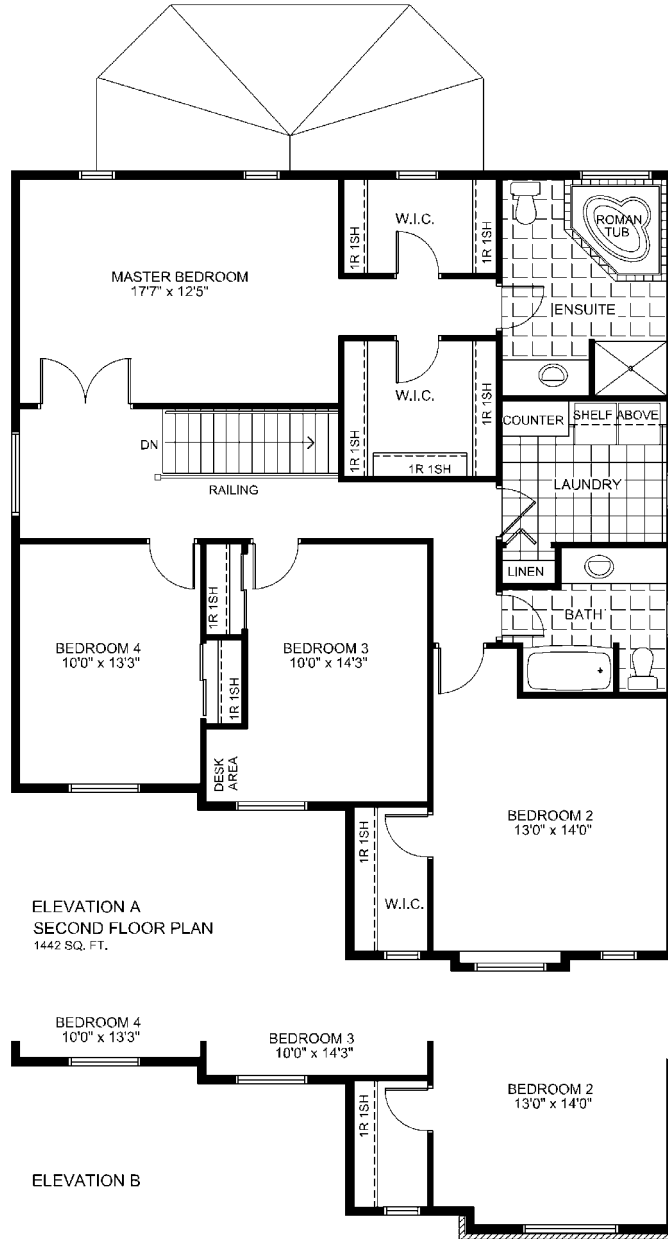 W.I.C.
1R 1SH
1R 1SH
ROMAN
TUB
MASTER BEDROOM
17'7" x 12'5"
ENSUITE
W.I.C.
1R 1SH
1R 1SH
1R 1SH
COUNTER
SHELF
ABOVE
DN
RAILING
LAUNDRY
LINEN
BATH
BEDROOM 4
10'0" x 13'3"
1R 1SH
1R 1SH
BEDROOM 3
10'0" x 14'3"
DESK
AREA
BEDROOM 2
13'0" x 14'0"
1R 1SH
W.I.C.
ELEVATION A
SECOND FLOOR PLAN
1442 SQ. FT.
BEDROOM 4
10'0" x 13'3"
BEDROOM 3
10'0" x 14'3"
BEDROOM 2
13'0" x 14'0"
1R 1SH
ELEVATION B